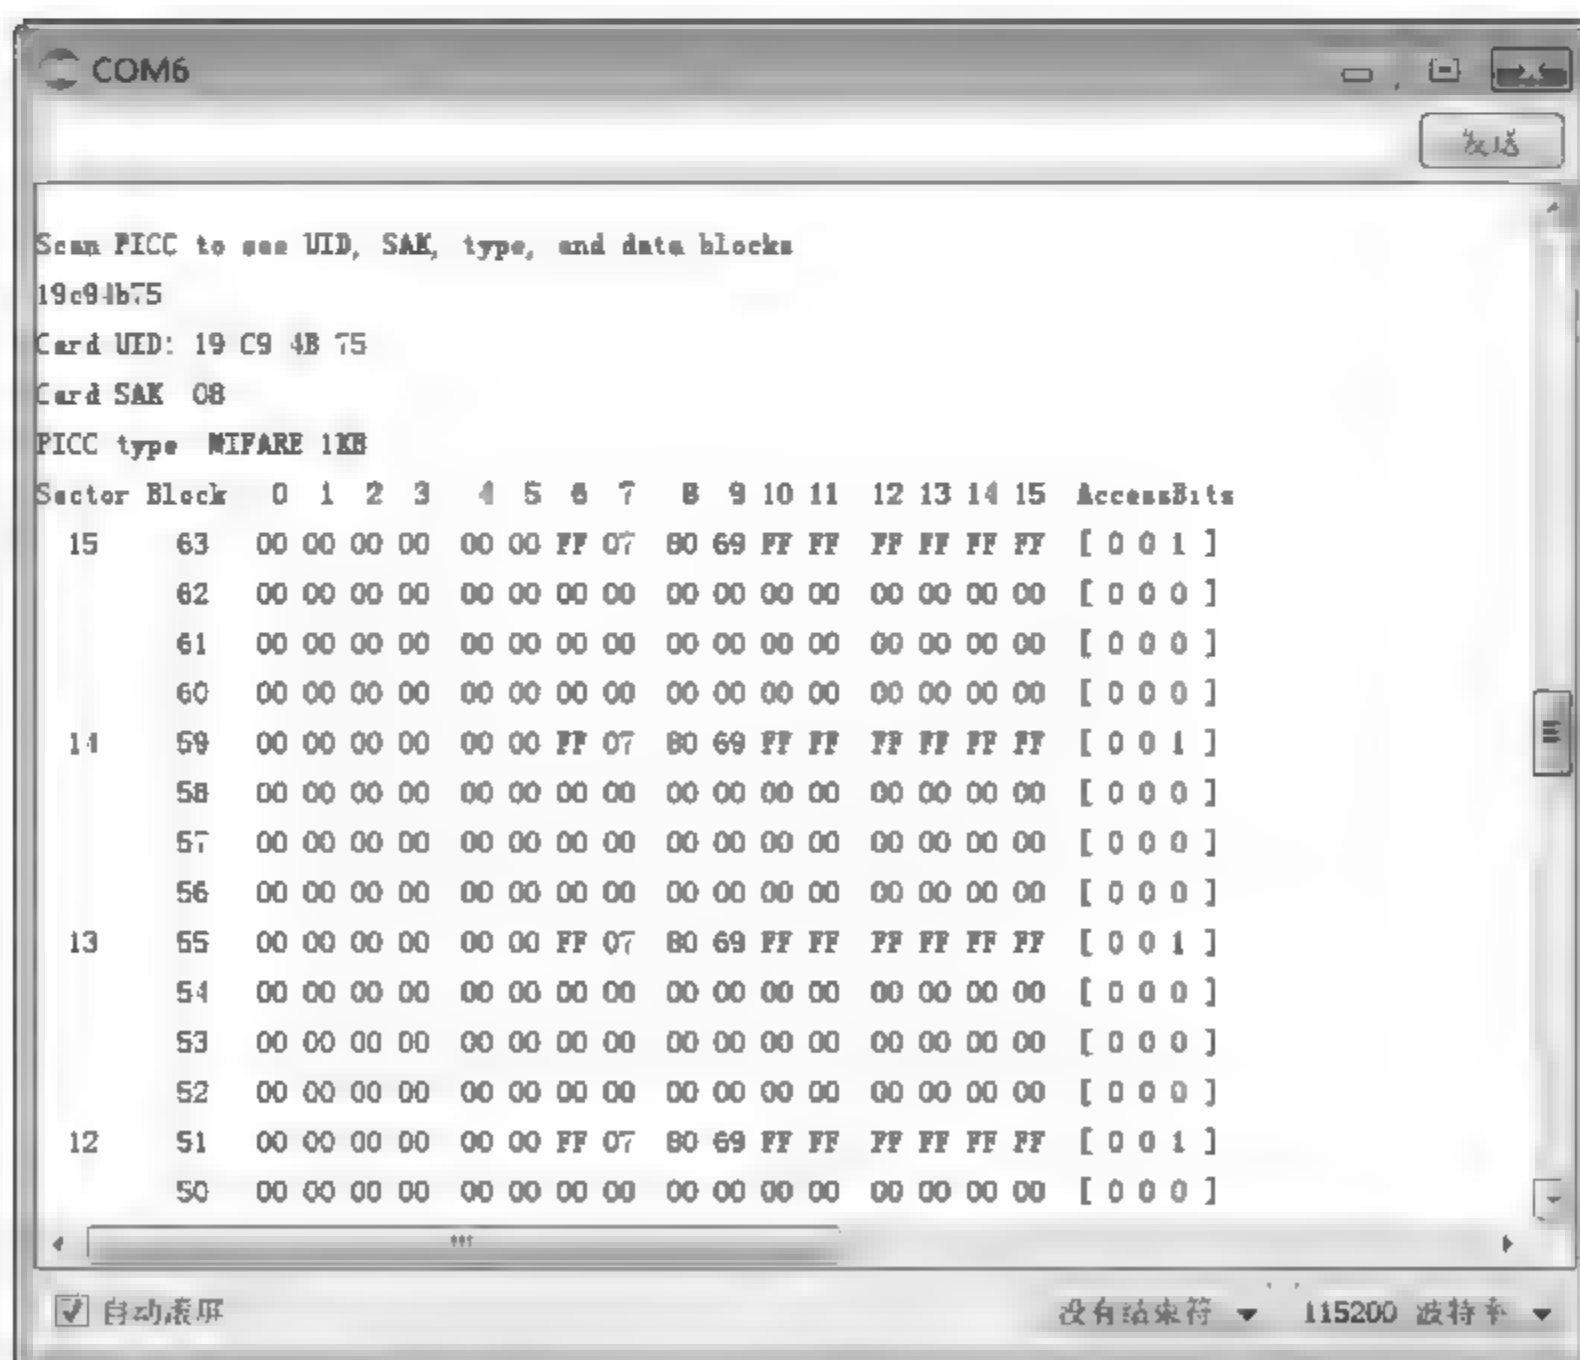 COM6
发送
Scan PICC to see UID, SAK, type, and data blocks
19c94b75
Card UID: 19 C9 4B 75
Card SAK 08
PICC type MIFARE 1KB
Sector Block 0 1 2 3 4 5 6 7 8 9 10 11 12 13 14 15 AccessBits
15 63 00 00 00 00 00 00 FF 07 80 69 FF FF FF FF FF FF [ 0 0 1 ]
62 00 00 00 00 00 00 00 00 00 00 00 00 00 00 00 00 [ 0 0 0 ]
61 00 00 00 00 00 00 00 00 00 00 00 00 00 00 00 00 [ 0 0 0 ]
60 00 00 00 00 00 00 00 00 00 00 00 00 00 00 00 00 [ 0 0 0 ]
14 59 00 00 00 00 00 00 FF 07 80 69 FF FF FF FF FF FF [ 0 0 1 ]
58 00 00 00 00 00 00 00 00 00 00 00 00 00 00 00 00 [ 0 0 0 ]
57 00 00 00 00 00 00 00 00 00 00 00 00 00 00 00 00 [ 0 0 0 ]
56 00 00 00 00 00 00 00 00 00 00 00 00 00 00 00 00 [ 0 0 0 ]
13 55 00 00 00 00 00 00 FF 07 80 69 FF FF FF FF FF FF [ 0 0 1 ]
54 00 00 00 00 00 00 00 00 00 00 00 00 00 00 00 00 [ 0 0 0 ]
53 00 00 00 00 00 00 00 00 00 00 00 00 00 00 00 00 [ 0 0 0 ]
52 00 00 00 00 00 00 00 00 00 00 00 00 00 00 00 00 [ 0 0 0 ]
12 51 00 00 00 00 00 00 FF 07 80 69 FF FF FF FF FF FF [ 0 0 1 ]
50 00 00 00 00 00 00 00 00 00 00 00 00 00 00 00 00 [ 0 0 0 ]
自动滚屏 没有结束符 115200 波特率